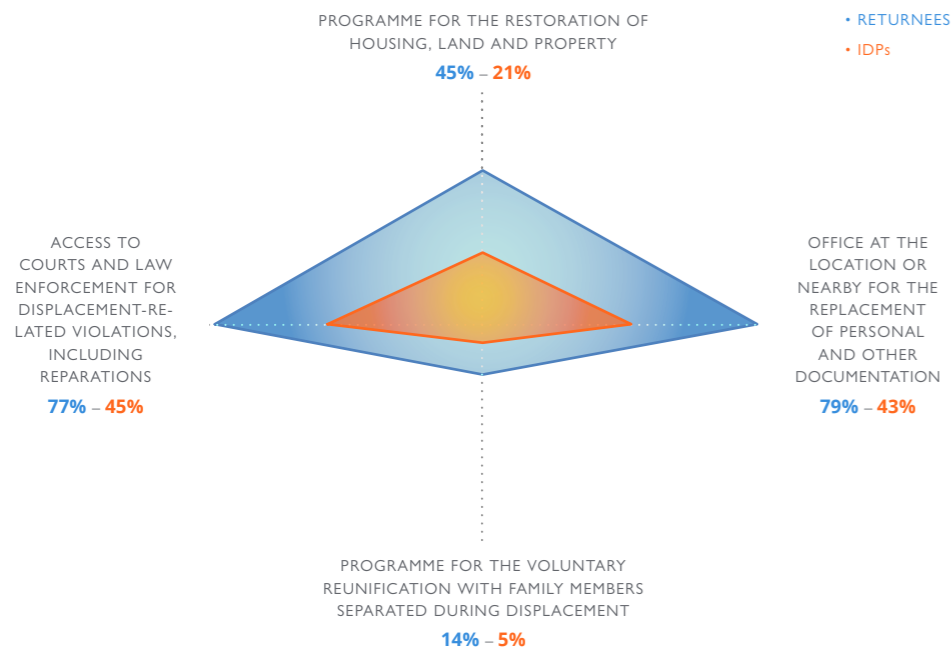 PROGRAMME FOR THE RESTORATION OF
HOUSING, LAND AND PROPERTY
45% – 21%
• RETURNEES
• IDPs
ACCESS TO
COURTS AND LAW
ENFORCEMENT FOR
DISPLACEMENT-RE-
LATED VIOLATIONS,
INCLUDING
REPARATIONS
77% – 45%
OFFICE AT THE
LOCATION OR
NEARBY FOR THE
REPLACEMENT
OF PERSONAL
AND OTHER
DOCUMENTATION
79% – 43%
PROGRAMME FOR THE VOLUNTARY
REUNIFICATION WITH FAMILY MEMBERS
SEPARATED DURING DISPLACEMENT
14% – 5%